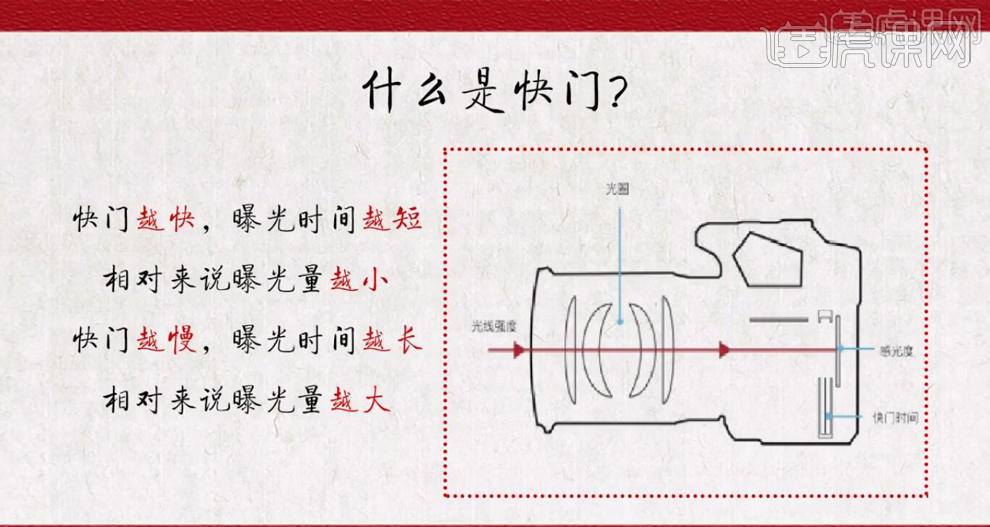 虎课网
什么是快门?
快门越快，曝光时间越短
相对来说曝光量越小
快门越慢，曝光时间越长
相对来说曝光量越大
光圈
光线强度
感光度
快门时间